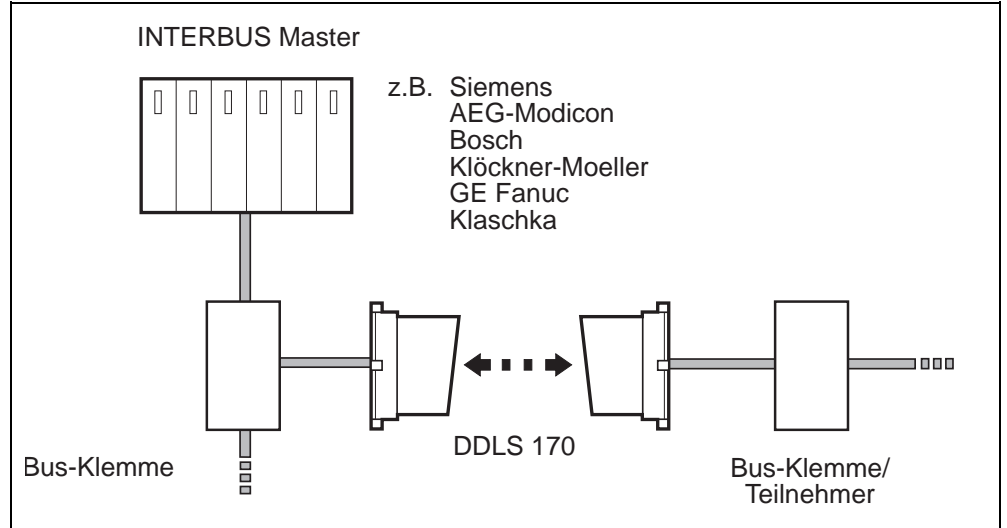 INTERBUS Master
z.B. Siemens
AEG-Modicon
Bosch
Klöckner-Moeller
GE Fanuc
Klaschka
DDLS 170
Bus-Klemme
Bus-Klemme/
Teilnehmer